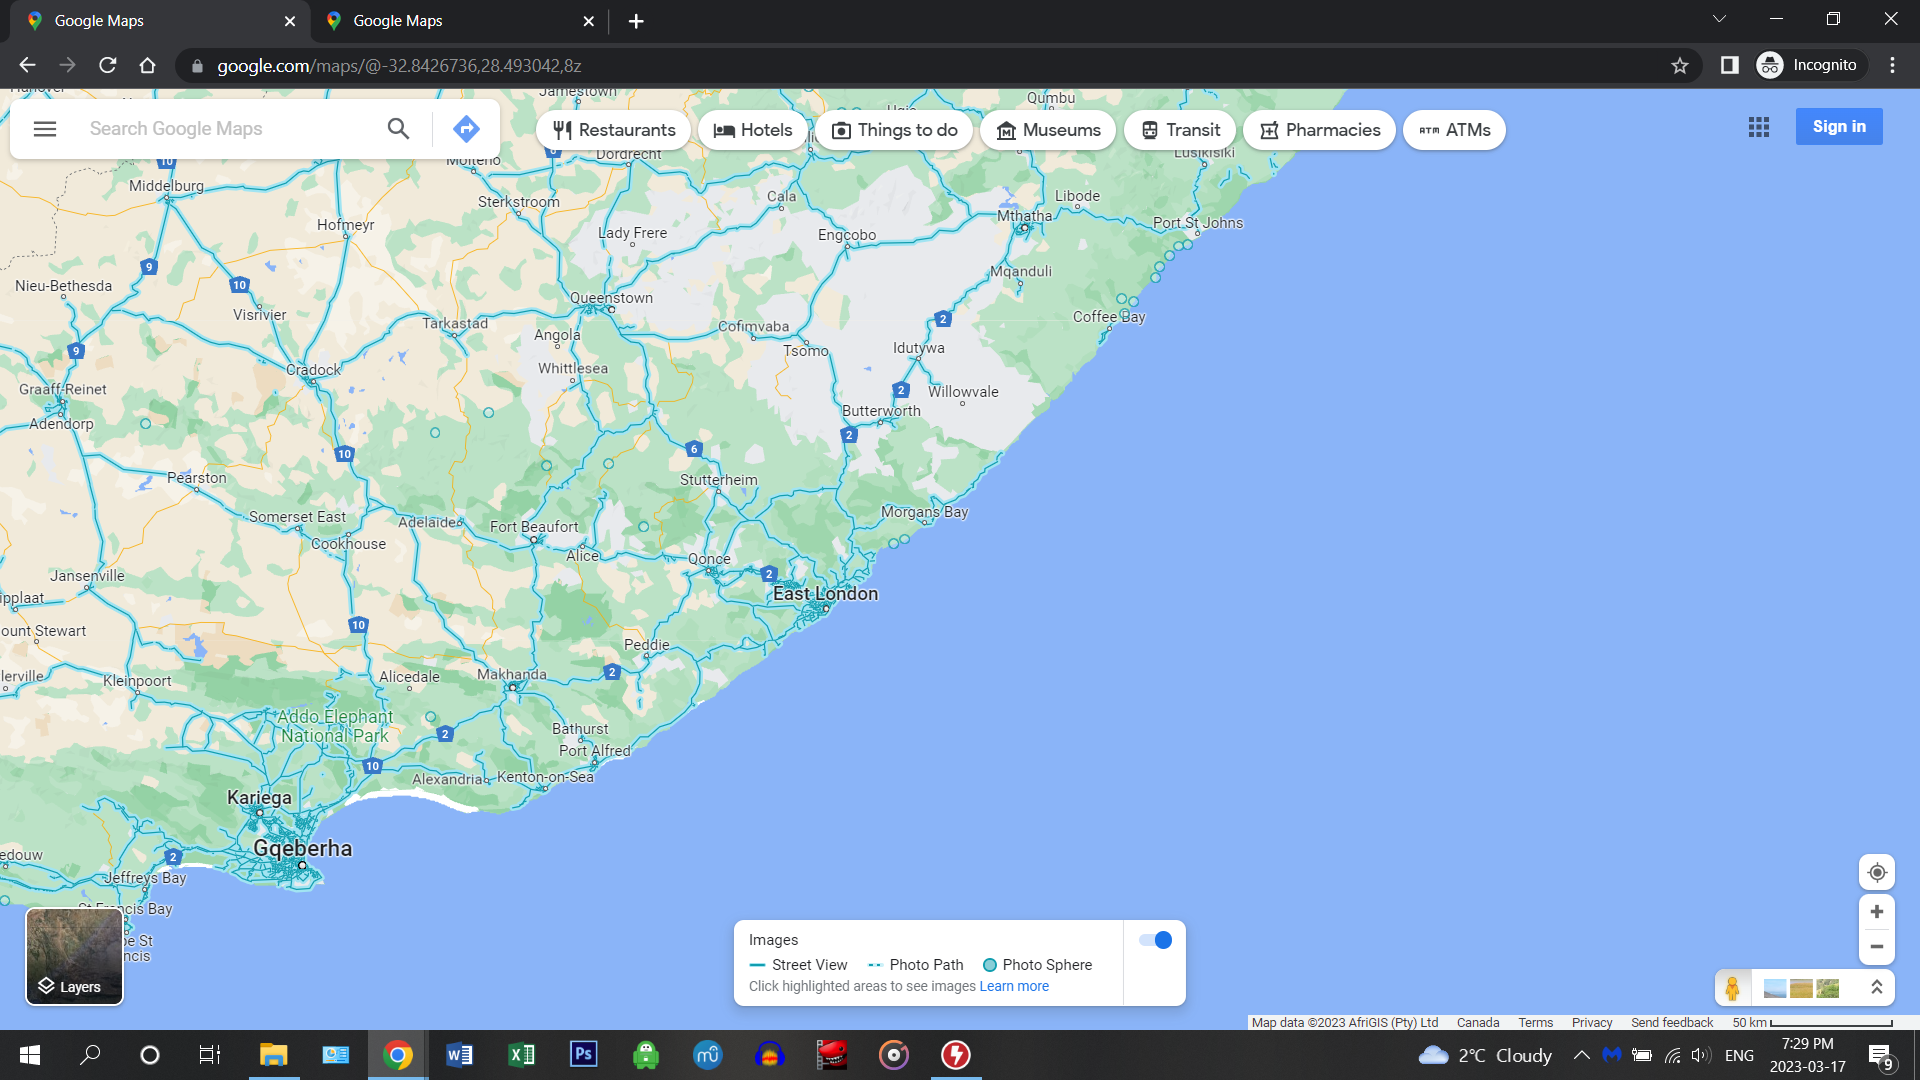 Google Maps
Google Maps
google.com/maps/@-32.8426736,28.493042,8z
Incognito
Search Google Maps
Restaurants
Hotels
Things to do
Museums
Transit
Pharmacies
ATM ATMs
Sign in
Jamestown
Qumbu
Molteno
Dordrecht
Lusikisiki
10
6
Middelburg
Sterkstroom
Cala
Libode
Hofmeyr
Mthatha
Port St Johns
Lady Frere
Engcobo
9
Mqanduli
Nieu-Bethesda
10
Queenstown
Visrivier
Tarkastad
Cofimvaba
2
Coffee Bay
Angola
9
Tsomo
Idutywa
Cradock
Whittlesea
Graaff-Reinet
2
Willowvale
Adendorp
Butterworth
2
10
6
Pearston
Stutterheim
Somerset East
Adelaide
Fort Beaufort
Morgans Bay
Cookhouse
Alice
Qonce
Jansenville
2
East London
ipplaat
10
ount Stewart
Peddie
lerville
Kleinpoort
Alicedale
Makhanda
2
Addo Elephant
National Park
2
Bathurst
Port Alfred
10
Alexandria
Kenton-on-Sea
Kariega
Gqeberha
edouw
2
Jeffreys Bay
St Francis Bay
pe St
ncis
Layers
Images
Street View
Photo Path
Photo Sphere
Click highlighted areas to see images Learn more
Map data ©2023 AfriGIS (Pty) Ltd
Canada
Terms
Privacy
Send feedback
50 km
2°C Cloudy
ENG
7:29 PM
2023-03-17
9
W
X
Ps